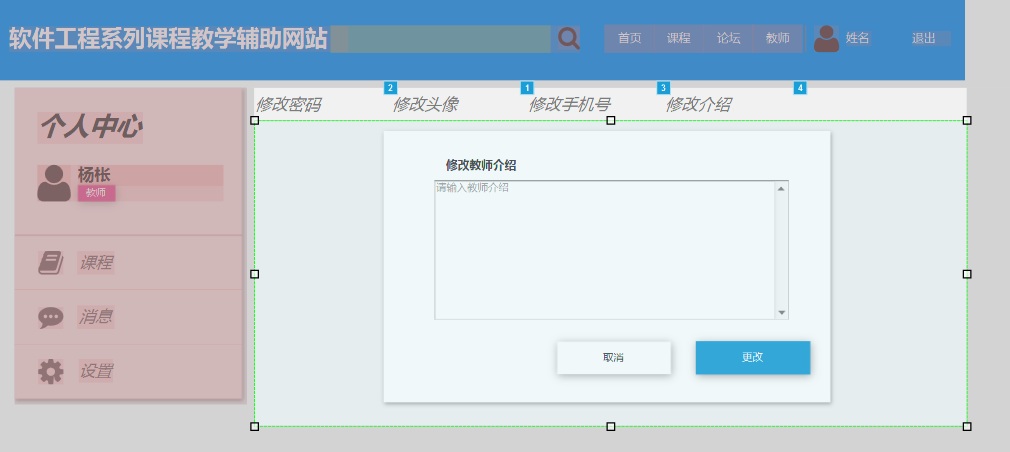 软件工程系列课程教学辅助网站
首页 课程 论坛 教师 姓名 退出
2 1 3 4
修改密码 修改头像 修改手机号 修改介绍
个人中心
杨枨
教师
课程
消息
设置
修改教师介绍
请输入教师介绍
取消 更改